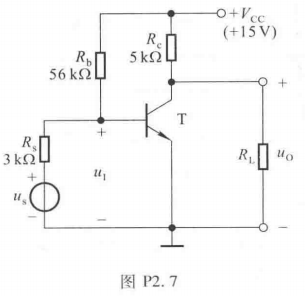 +V_CC
(+15 V)
R_b
56 kΩ
R_c
5 kΩ
T
R_s
3 kΩ
+
u_s
−
+
u_I
−
R_L
+
u_O
−
图 P2.7